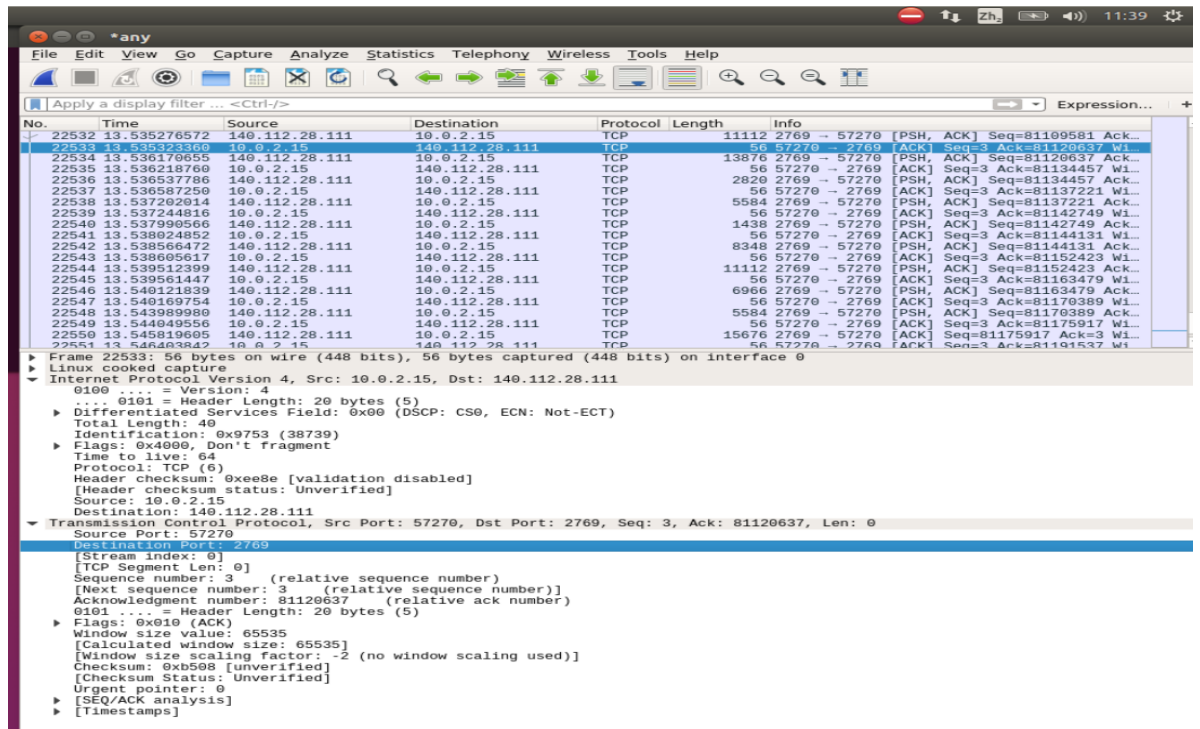 Zh 11:39
*any
File Edit View Go Capture Analyze Statistics Telephony Wireless Tools Help
Apply a display filter ... <Ctrl-/> Expression... +
No. Time Source Destination Protocol Length Info
22532 13.535276572 140.112.28.111 10.0.2.15 TCP 11112 2769 → 57270 [PSH, ACK] Seq=81109581 Ack…
22533 13.535323360 10.0.2.15 140.112.28.111 TCP 56 57270 → 2769 [ACK] Seq=3 Ack=81120637 Wi…
22534 13.536170655 140.112.28.111 10.0.2.15 TCP 13876 2769 → 57270 [PSH, ACK] Seq=81120637 Ack…
22535 13.536218760 10.0.2.15 140.112.28.111 TCP 56 57270 → 2769 [ACK] Seq=3 Ack=81134457 Wi…
22536 13.536537786 140.112.28.111 10.0.2.15 TCP 2820 2769 → 57270 [PSH, ACK] Seq=81134457 Ack…
22537 13.536587250 10.0.2.15 140.112.28.111 TCP 56 57270 → 2769 [ACK] Seq=3 Ack=81137221 Wi…
22538 13.537202014 140.112.28.111 10.0.2.15 TCP 5584 2769 → 57270 [PSH, ACK] Seq=81137221 Ack…
22539 13.537244816 10.0.2.15 140.112.28.111 TCP 56 57270 → 2769 [ACK] Seq=3 Ack=81142749 Wi…
22540 13.537990566 140.112.28.111 10.0.2.15 TCP 1438 2769 → 57270 [PSH, ACK] Seq=81142749 Ack…
22541 13.538024852 10.0.2.15 140.112.28.111 TCP 56 57270 → 2769 [ACK] Seq=3 Ack=81144131 Wi…
22542 13.538566472 140.112.28.111 10.0.2.15 TCP 8348 2769 → 57270 [PSH, ACK] Seq=81144131 Ack…
22543 13.538605617 10.0.2.15 140.112.28.111 TCP 56 57270 → 2769 [ACK] Seq=3 Ack=81152423 Wi…
22544 13.539512399 140.112.28.111 10.0.2.15 TCP 11112 2769 → 57270 [PSH, ACK] Seq=81152423 Ack…
22545 13.539561447 10.0.2.15 140.112.28.111 TCP 56 57270 → 2769 [ACK] Seq=3 Ack=81163479 Wi…
22546 13.540121839 140.112.28.111 10.0.2.15 TCP 6966 2769 → 57270 [PSH, ACK] Seq=81163479 Ack…
22547 13.540169754 10.0.2.15 140.112.28.111 TCP 56 57270 → 2769 [ACK] Seq=3 Ack=81170389 Wi…
22548 13.543989980 140.112.28.111 10.0.2.15 TCP 5584 2769 → 57270 [PSH, ACK] Seq=81170389 Ack…
22549 13.544049556 10.0.2.15 140.112.28.111 TCP 56 57270 → 2769 [ACK] Seq=3 Ack=81175917 Wi…
22550 13.545819605 140.112.28.111 10.0.2.15 TCP 15676 2769 → 57270 [ACK] Seq=81175917 Ack=3 Wi…
22551 13.546403842 10.0.2.15 140.112.28.111 TCP 56 57270 → 2769 [ACK] Seq=3 Ack=81191537 Wi
Frame 22533: 56 bytes on wire (448 bits), 56 bytes captured (448 bits) on interface 0
Linux cooked capture
Internet Protocol Version 4, Src: 10.0.2.15, Dst: 140.112.28.111
0100 .... = Version: 4
.... 0101 = Header Length: 20 bytes (5)
Differentiated Services Field: 0x00 (DSCP: CS0, ECN: Not-ECT)
Total Length: 40
Identification: 0x9753 (38739)
Flags: 0x4000, Don't fragment
Time to live: 64
Protocol: TCP (6)
Header checksum: 0xee8e [validation disabled]
[Header checksum status: Unverified]
Source: 10.0.2.15
Destination: 140.112.28.111
Transmission Control Protocol, Src Port: 57270, Dst Port: 2769, Seq: 3, Ack: 81120637, Len: 0
Source Port: 57270
Destination Port: 2769
[Stream index: 0]
[TCP Segment Len: 0]
Sequence number: 3 (relative sequence number)
[Next sequence number: 3 (relative sequence number)]
Acknowledgment number: 81120637 (relative ack number)
0101 .... = Header Length: 20 bytes (5)
Flags: 0x010 (ACK)
Window size value: 65535
[Calculated window size: 65535]
[Window size scaling factor: -2 (no window scaling used)]
Checksum: 0xb508 [unverified]
[Checksum Status: Unverified]
Urgent pointer: 0
[SEQ/ACK analysis]
[Timestamps]